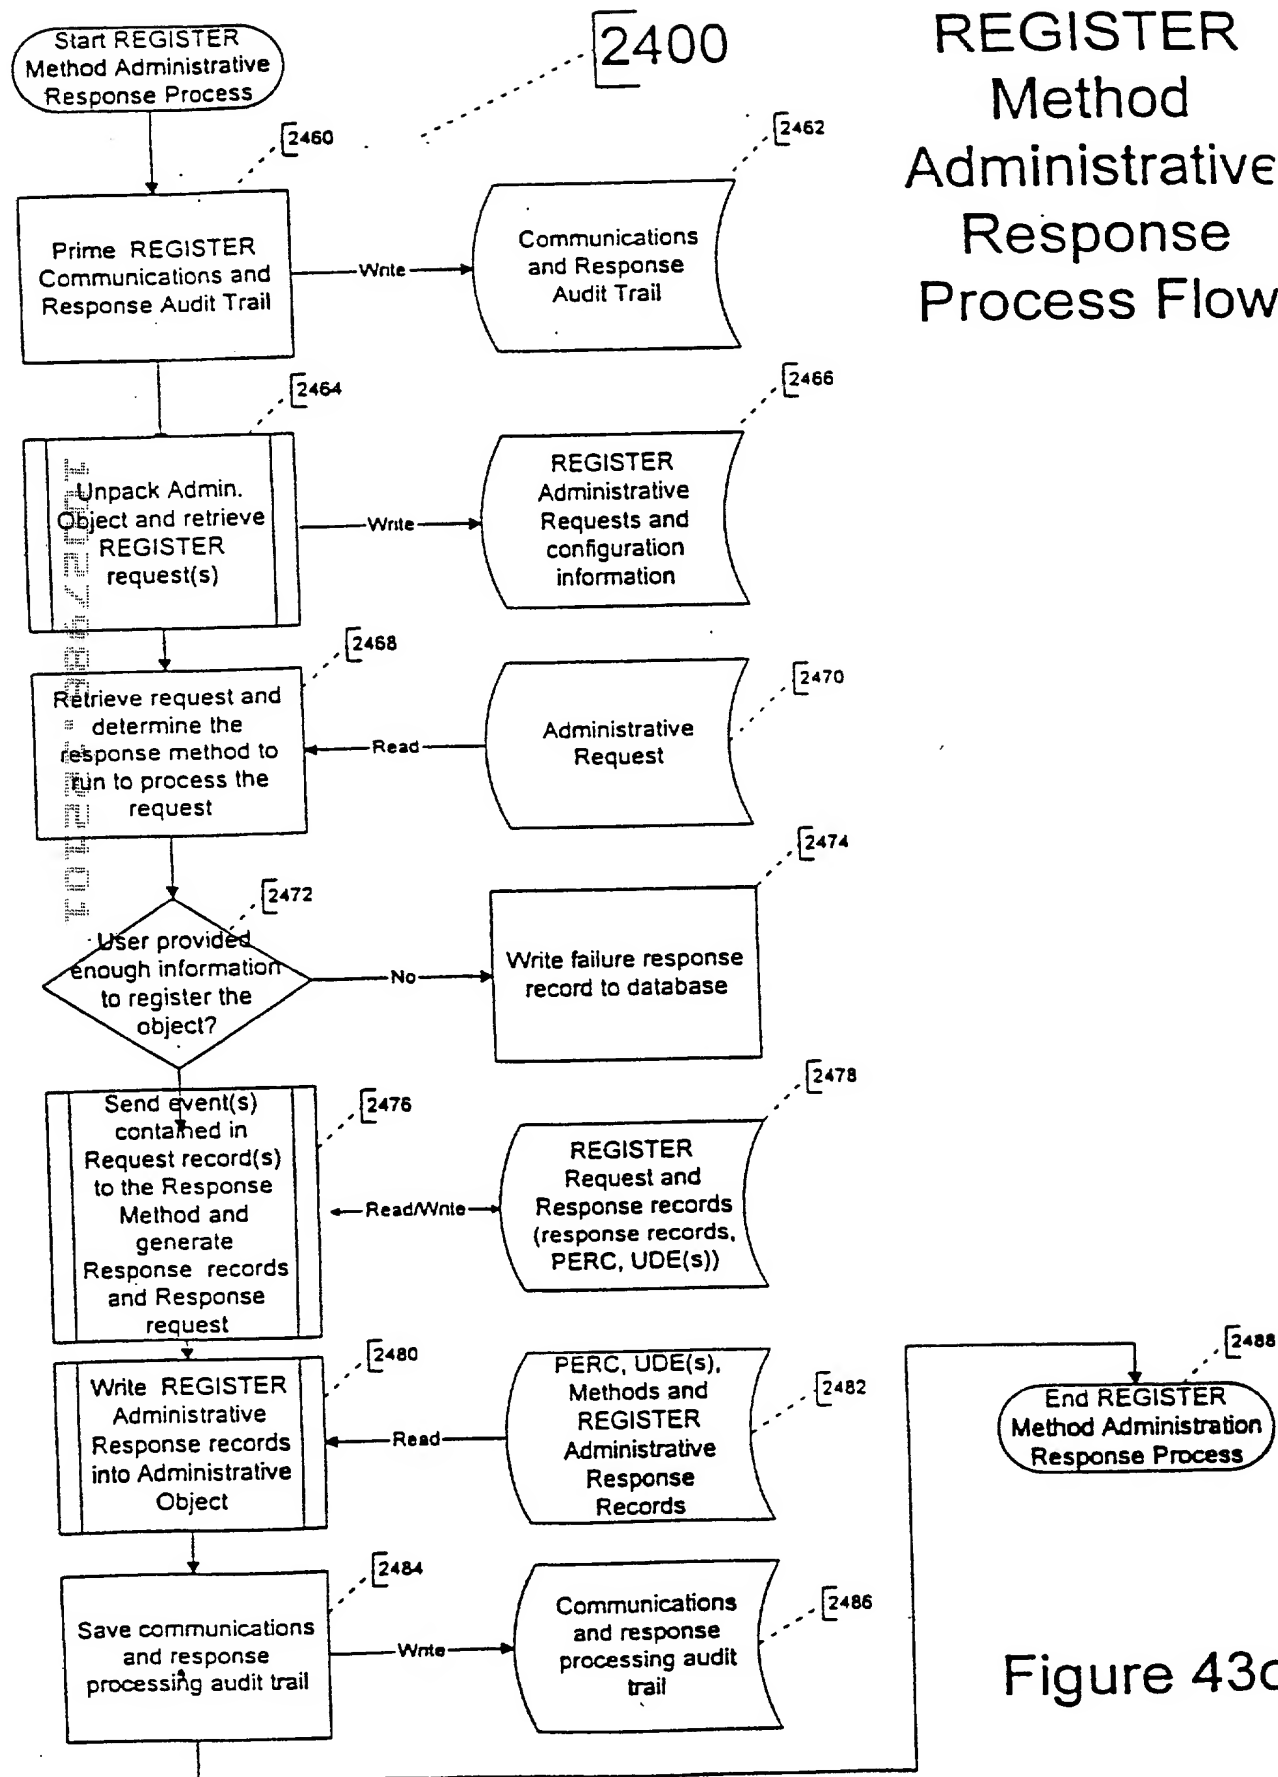 Start REGISTER
Method Administrative
Response Process
2400
REGISTER
Method
Administrative
Response
Process Flow
2460
2462
Prime REGISTER
Communications and
Response Audit Trail
Write
Communications
and Response
Audit Trail
2464
2466
Unpack Admin.
Object and retrieve
REGISTER
request(s)
Write
REGISTER
Administrative
Requests and
configuration
information
2468
2470
Retrieve request and
determine the
response method to
run to process the
request
Read
Administrative
Request
2472
2474
User provided
enough information
to register the
object?
No
Write failure response
record to database
2476
2478
Send event(s)
contained in
Request record(s)
to the Response
Method and
generate
Response records
and Response
request
Read/Write
REGISTER
Request and
Response records
(response records,
PERC, UDE(s))
2480
2482
Write REGISTER
Administrative
Response records
into Administrative
Object
Read
PERC, UDE(s),
Methods and
REGISTER
Administrative
Response
Records
2488
End REGISTER
Method Administration
Response Process
2484
2486
Save communications
and response
processing audit trail
Write
Communications
and response
processing audit
trail
Figure 43c